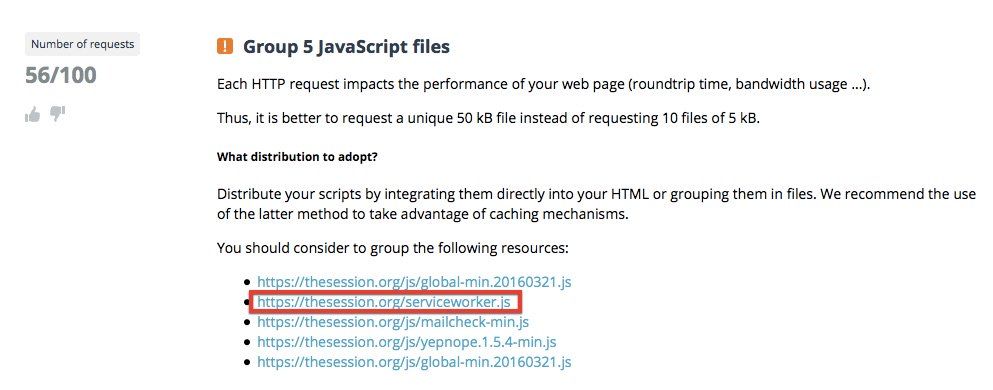 Number of requests
56/100
Group 5 JavaScript files
Each HTTP request impacts the performance of your web page (roundtrip time, bandwidth usage ...).
Thus, it is better to request a unique 50 kB file instead of requesting 10 files of 5 kB.
What distribution to adopt?
Distribute your scripts by integrating them directly into your HTML or grouping them in files. We recommend the use
of the latter method to take advantage of caching mechanisms.
You should consider to group the following resources:
https://thesession.org/js/global-min.20160321.js
https://thesession.org/serviceworker.js
https://thesession.org/js/mailcheck-min.js
https://thesession.org/js/yepnope.1.5.4-min.js
https://thesession.org/js/global-min.20160321.js